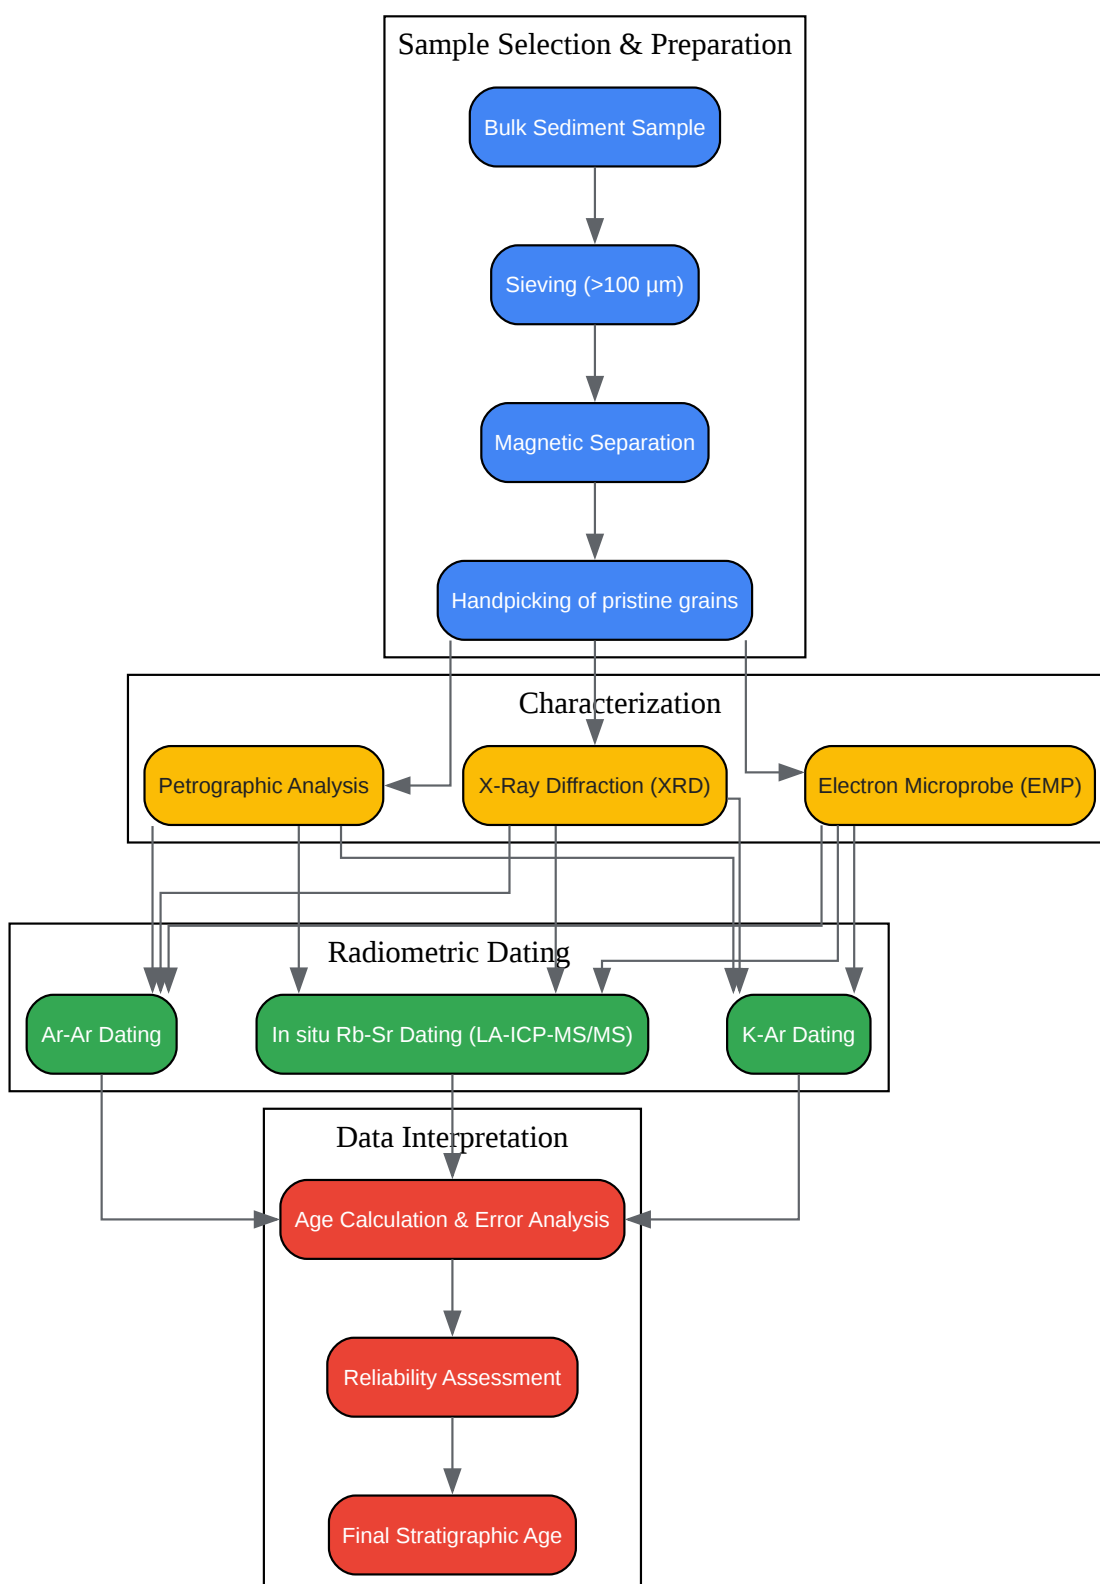 Sample Selection & Preparation
Bulk Sediment Sample
Sieving (>100 µm)
Magnetic Separation
Handpicking of pristine grains
Characterization
Petrographic Analysis
X-Ray Diffraction (XRD)
Electron Microprobe (EMP)
Radiometric Dating
Ar-Ar Dating
In situ Rb-Sr Dating (LA-ICP-MS/MS)
K-Ar Dating
Data Interpretation
Age Calculation & Error Analysis
Reliability Assessment
Final Stratigraphic Age